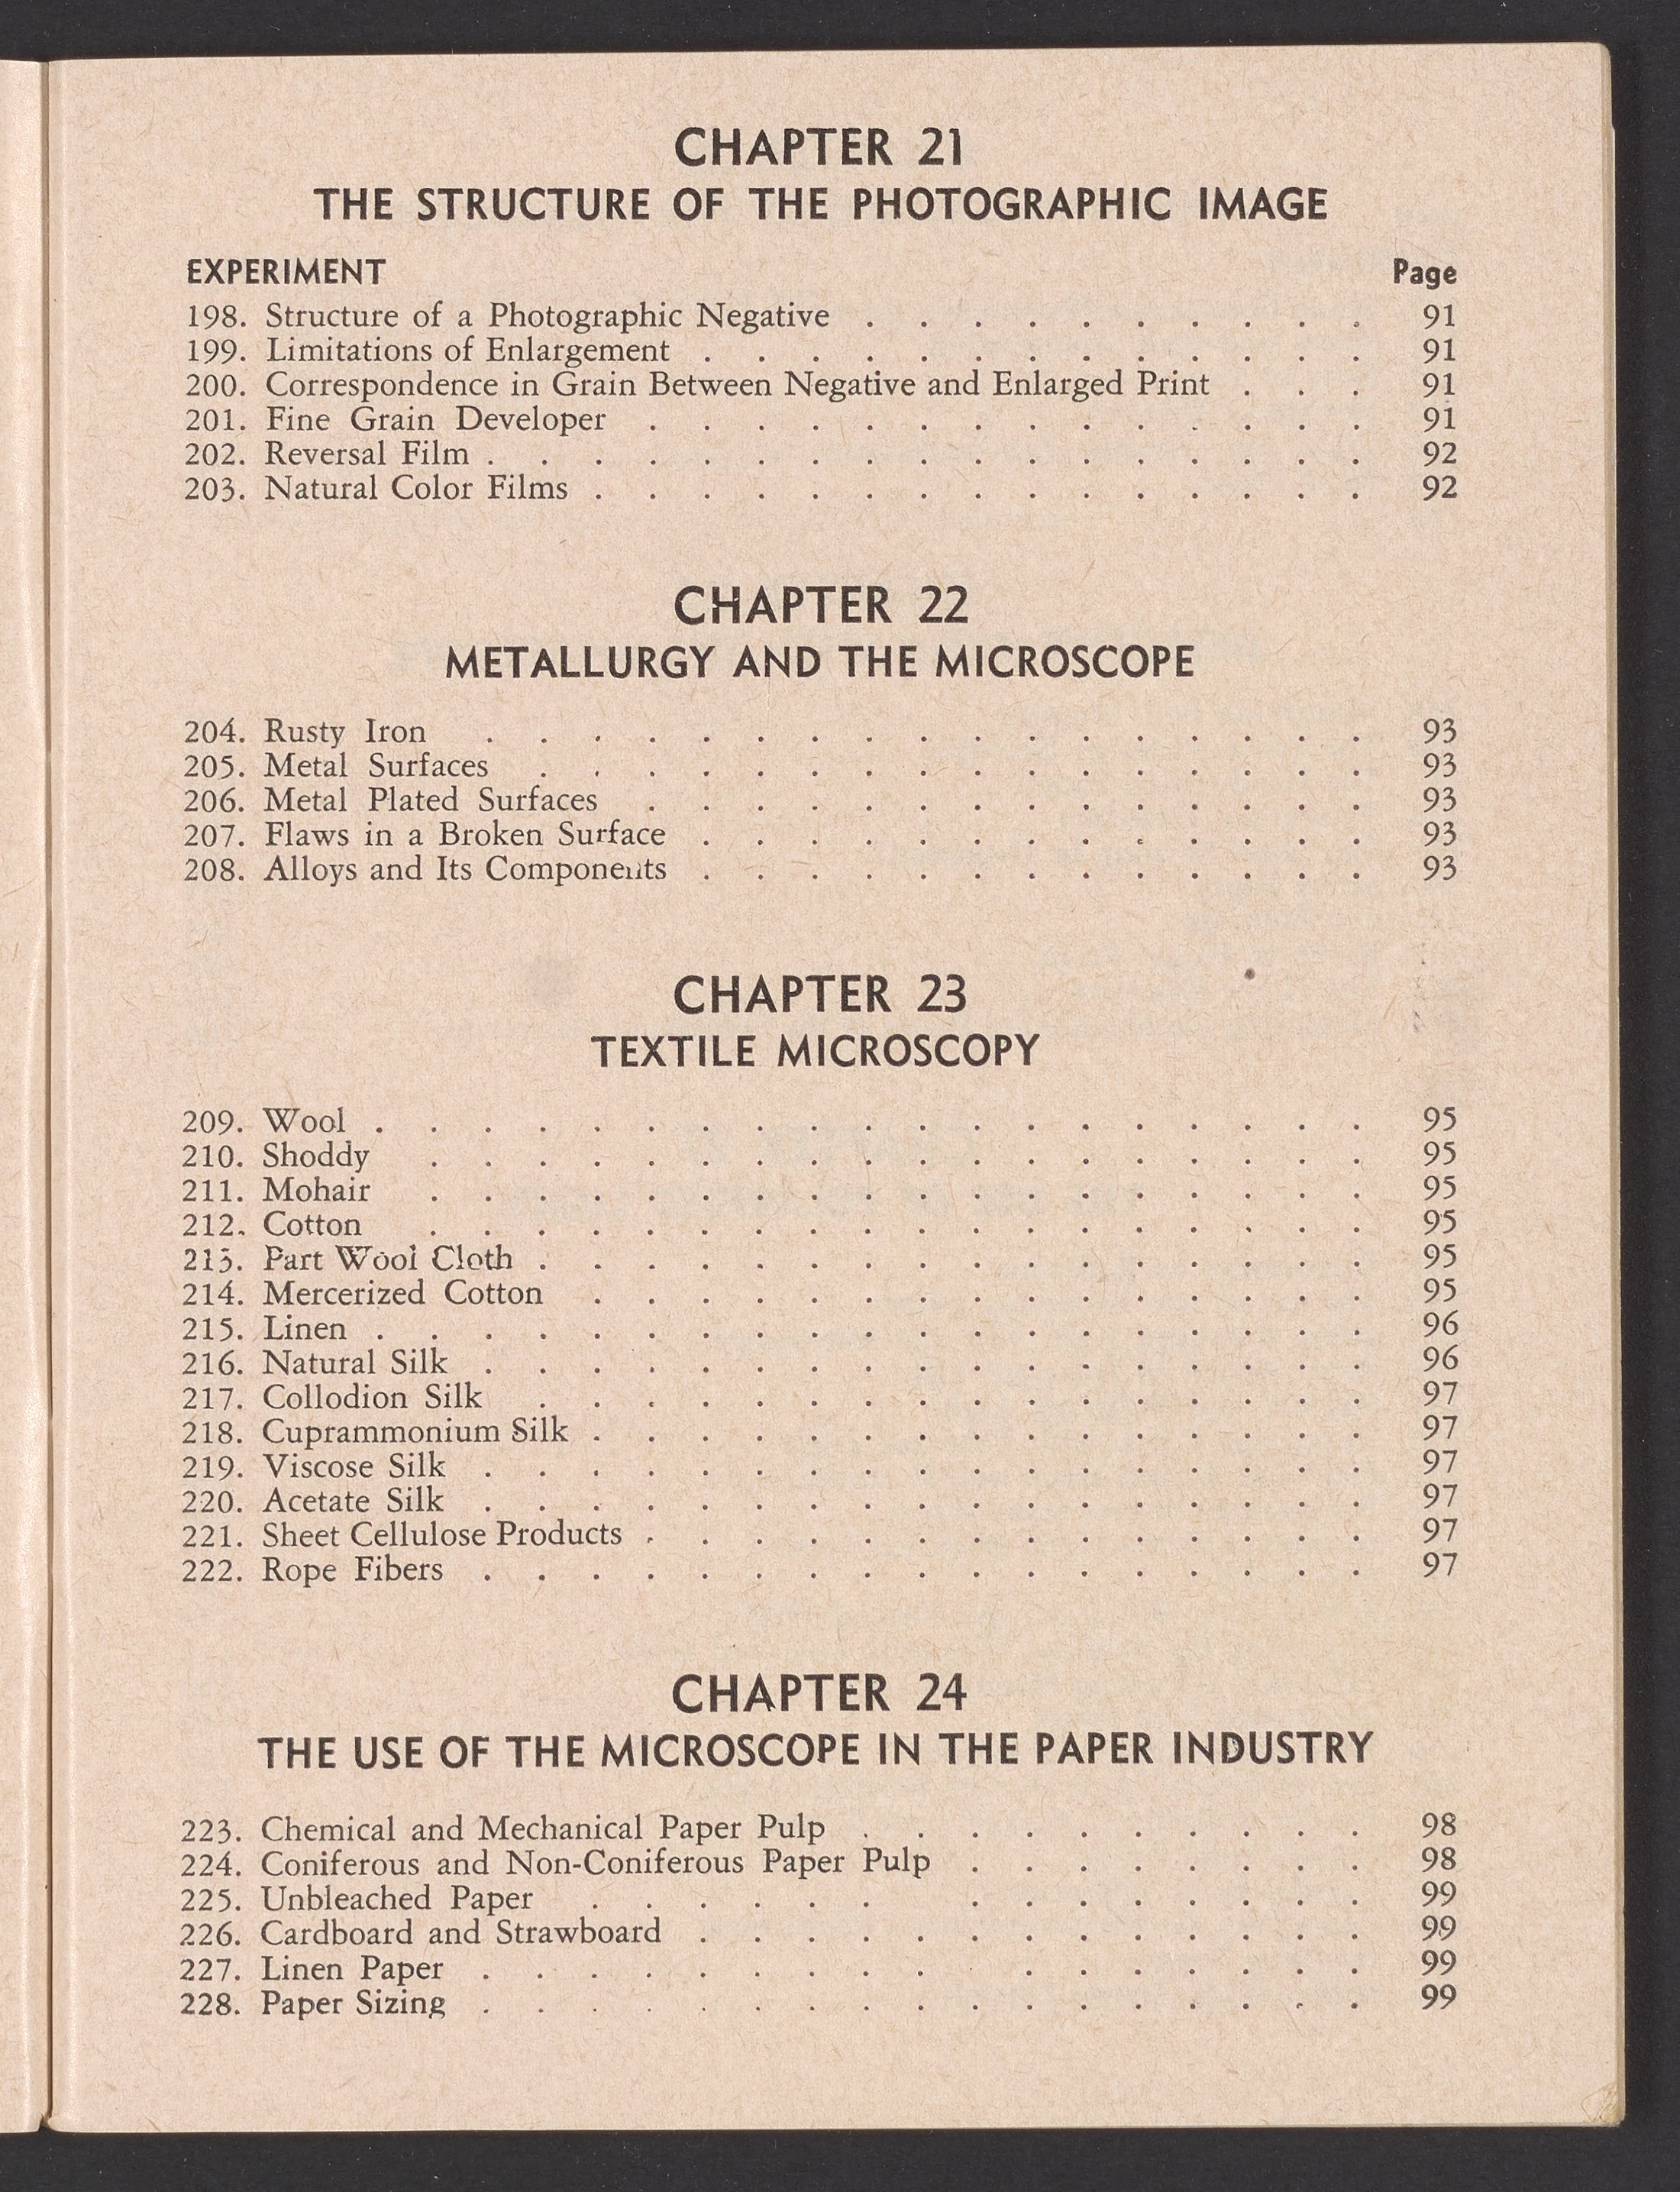 CHAPTER 21
THE STRUCTURE OF THE PHOTOGRAPHIC IMAGE
EXPERIMENT Page
198. Structure of a Photographic Negative . . . . . . . . . . 91
199. Limitations of Enlargement . . . . . . . . . . . . . 91
200. Correspondence in Grain Between Negative and Enlarged Print . . . 91
201. Fine Grain Developer . . . . . . . . . . . . . . 91
202. Reversal Film . . . . . . . . . . . . . . . . . 92
203. Natural Color Films . . . . . . . . . . . . . . . 92
CHAPTER 22
METALLURGY AND THE MICROSCOPE
204. Rusty Iron . . . . . . . . . . . . . . . . . 93
205. Metal Surfaces . . . . . . . . . . . . . . . . 93
206. Metal Plated Surfaces . . . . . . . . . . . . . . 93
207. Flaws in a Broken Surface . . . . . . . . . . . . . 93
208. Alloys and Its Components . . . . . . . . . . . . . 93
CHAPTER 23
TEXTILE MICROSCOPY
209. Wool . . . . . . . . . . . . . . . . . . . 95
210. Shoddy . . . . . . . . . . . . . . . . . . 95
211. Mohair . . . . . . . . . . . . . . . . . . 95
212. Cotton . . . . . . . . . . . . . . . . . . 95
213. Part Wool Cloth . . . . . . . . . . . . . . . . 95
214. Mercerized Cotton . . . . . . . . . . . . . . . 95
215. Linen . . . . . . . . . . . . . . . . . . . 96
216. Natural Silk . . . . . . . . . . . . . . . . . 96
217. Collodion Silk . . . . . . . . . . . . . . . . 97
218. Cuprammonium Silk . . . . . . . . . . . . . . . 97
219. Viscose Silk . . . . . . . . . . . . . . . . . 97
220. Acetate Silk . . . . . . . . . . . . . . . . . 97
221. Sheet Cellulose Products . . . . . . . . . . . . . . 97
222. Rope Fibers . . . . . . . . . . . . . . . . . 97
CHAPTER 24
THE USE OF THE MICROSCOPE IN THE PAPER INDUSTRY
223. Chemical and Mechanical Paper Pulp . . . . . . . . . . 98
224. Coniferous and Non-Coniferous Paper Pulp . . . . . . . . 98
225. Unbleached Paper . . . . . . . . . . . . . . 99
226. Cardboard and Strawboard . . . . . . . . . . . . . 99
227. Linen Paper . . . . . . . . . . . . . . . . 99
228. Paper Sizing . . . . . . . . . . . . . . . . . 99